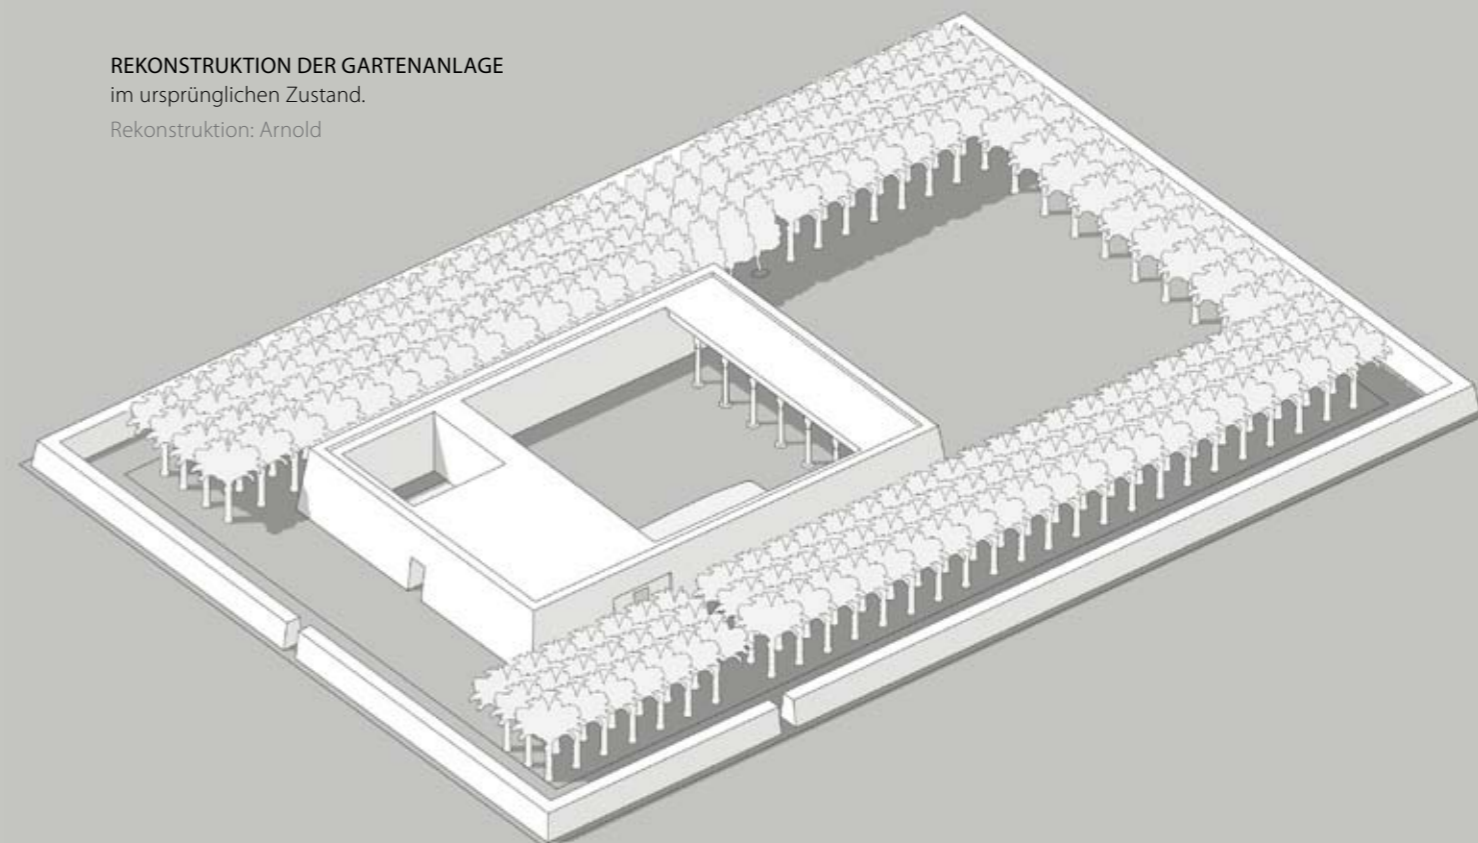 REKONSTRUKTION DER GARTENANLAGE
im ursprünglichen Zustand.
Rekonstruktion: Arnold